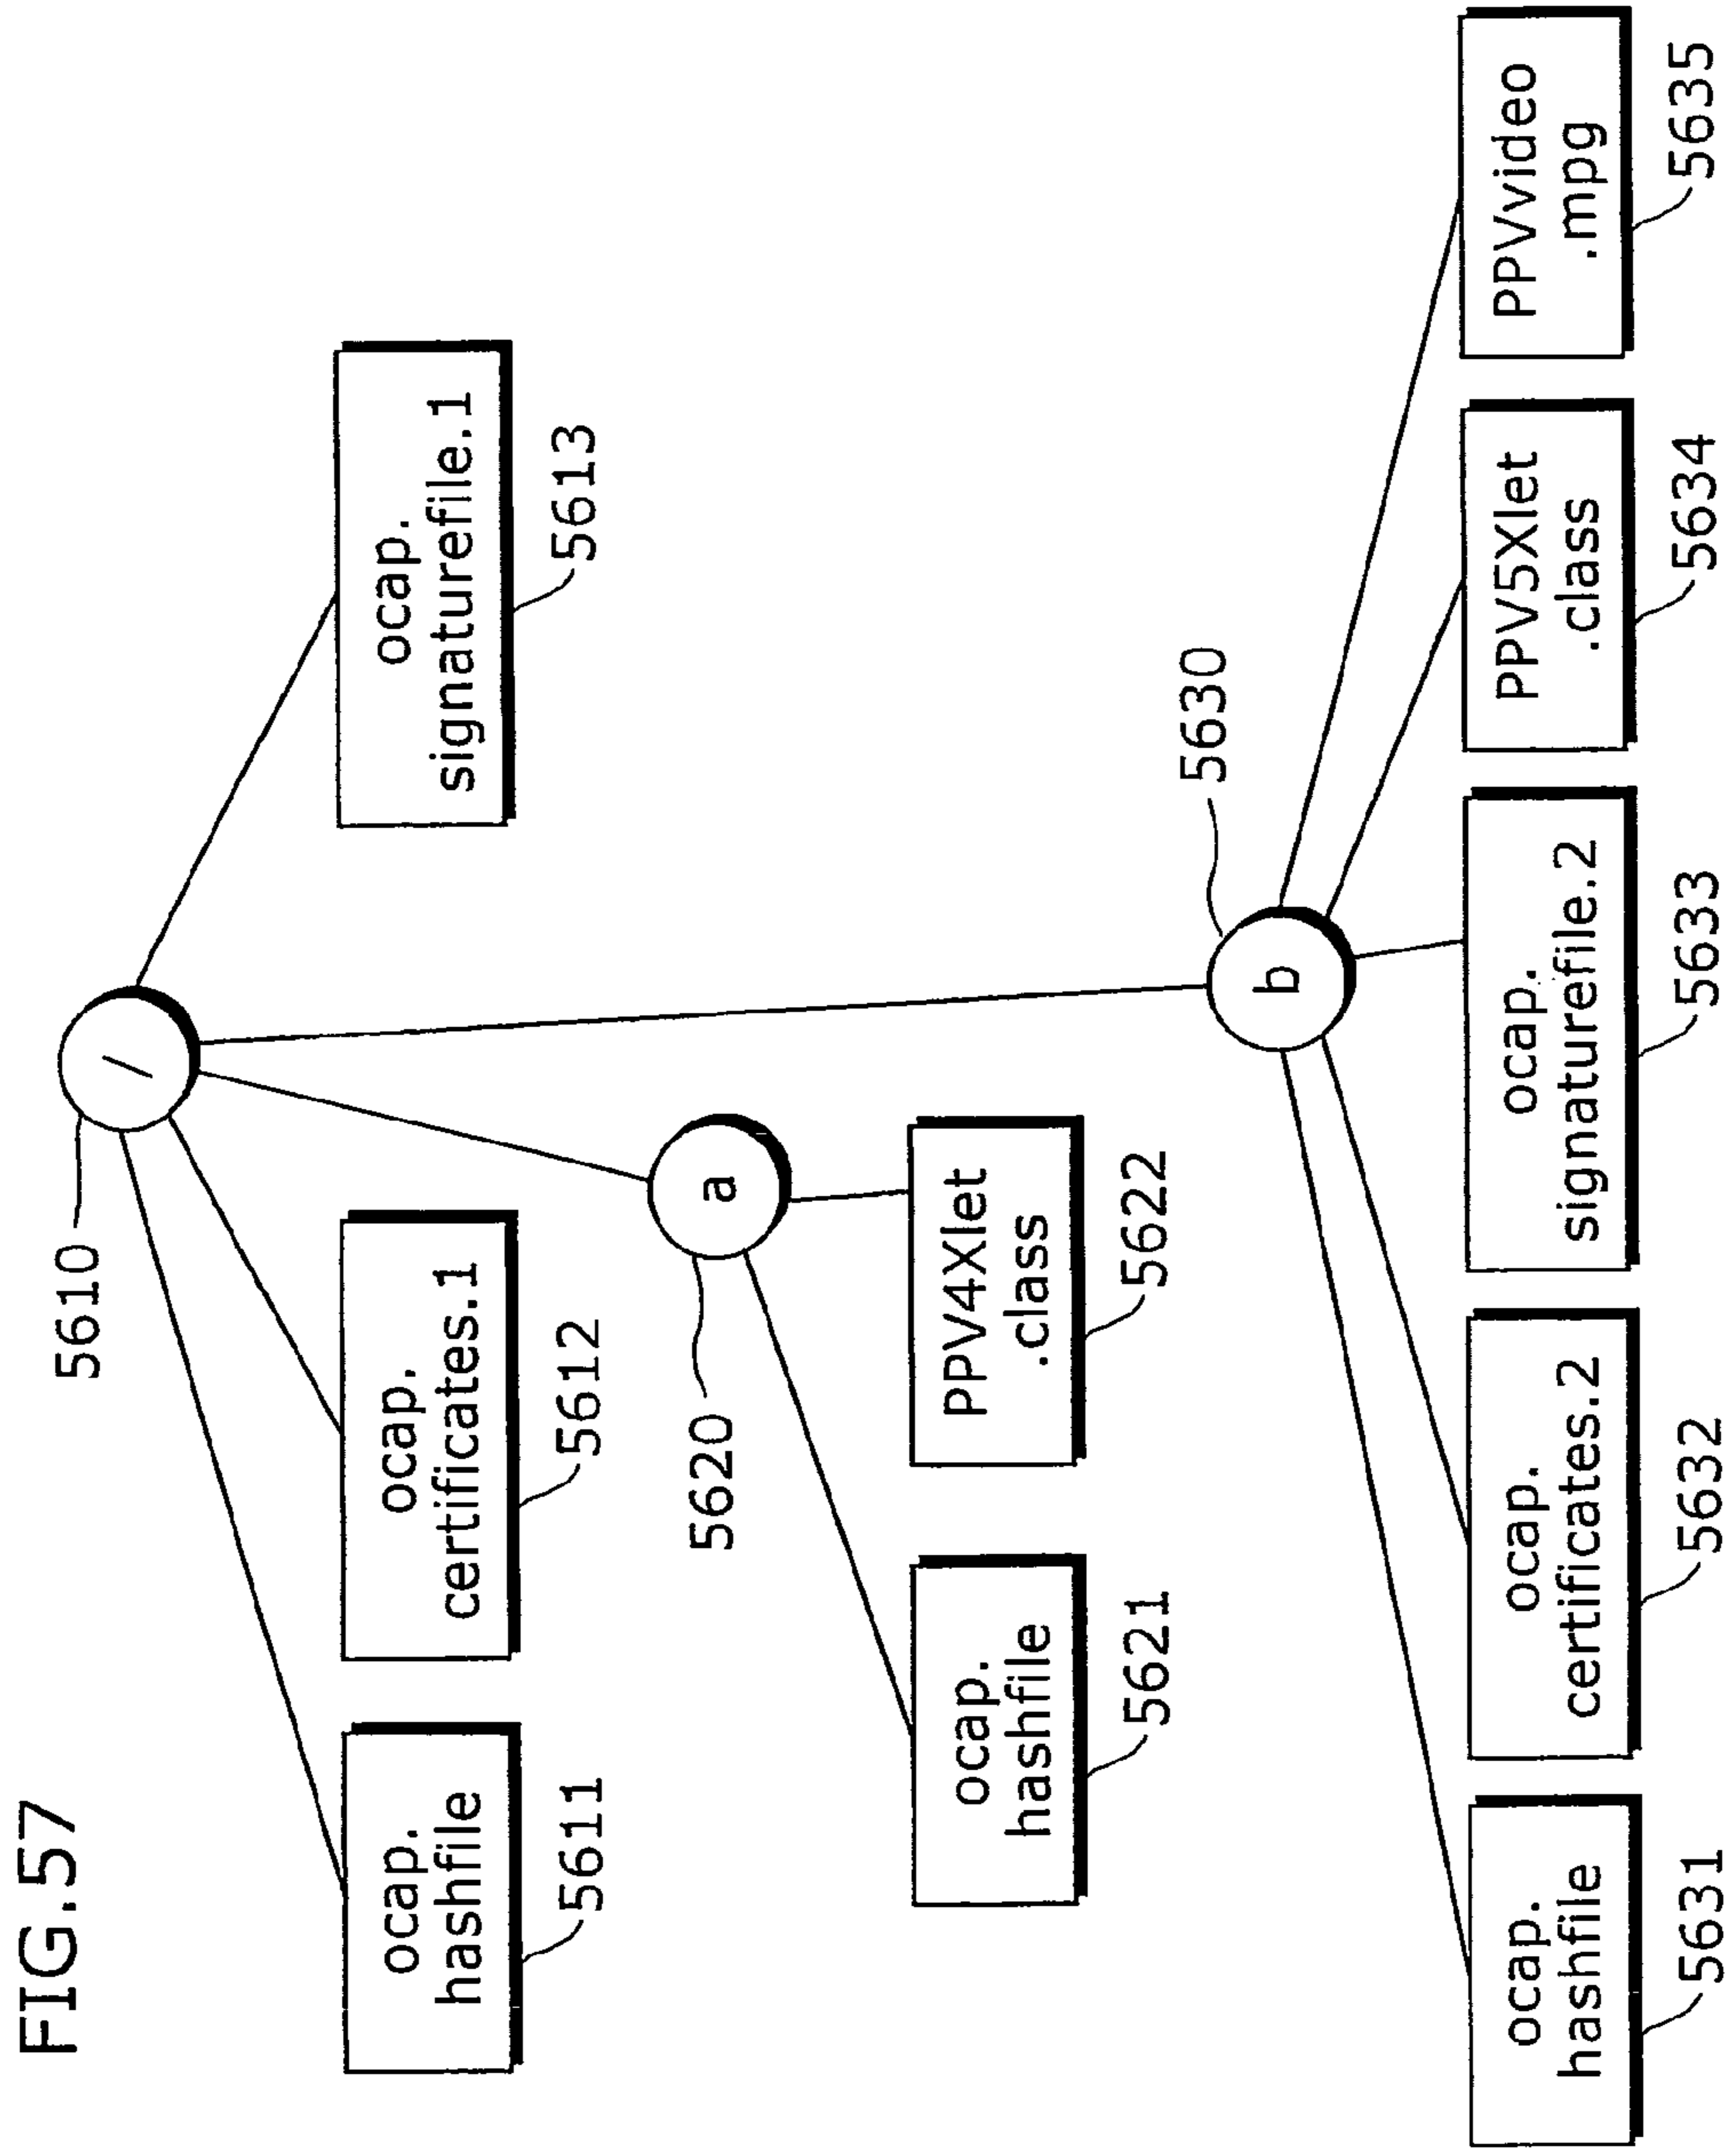 FIG.57
5610
/
ocap.
hashfile
5611
ocap.
certificates.1
5612
ocap.
signaturefile.1
5613
5620
a
ocap.
hashfile
5621
PPV4Xlet
.class
5622
5630
b
ocap.
hashfile
5631
ocap.
certificates.2
5632
ocap.
signaturefile.2
5633
PPV5Xlet
.class
5634
PPVvideo
.mpg
5635